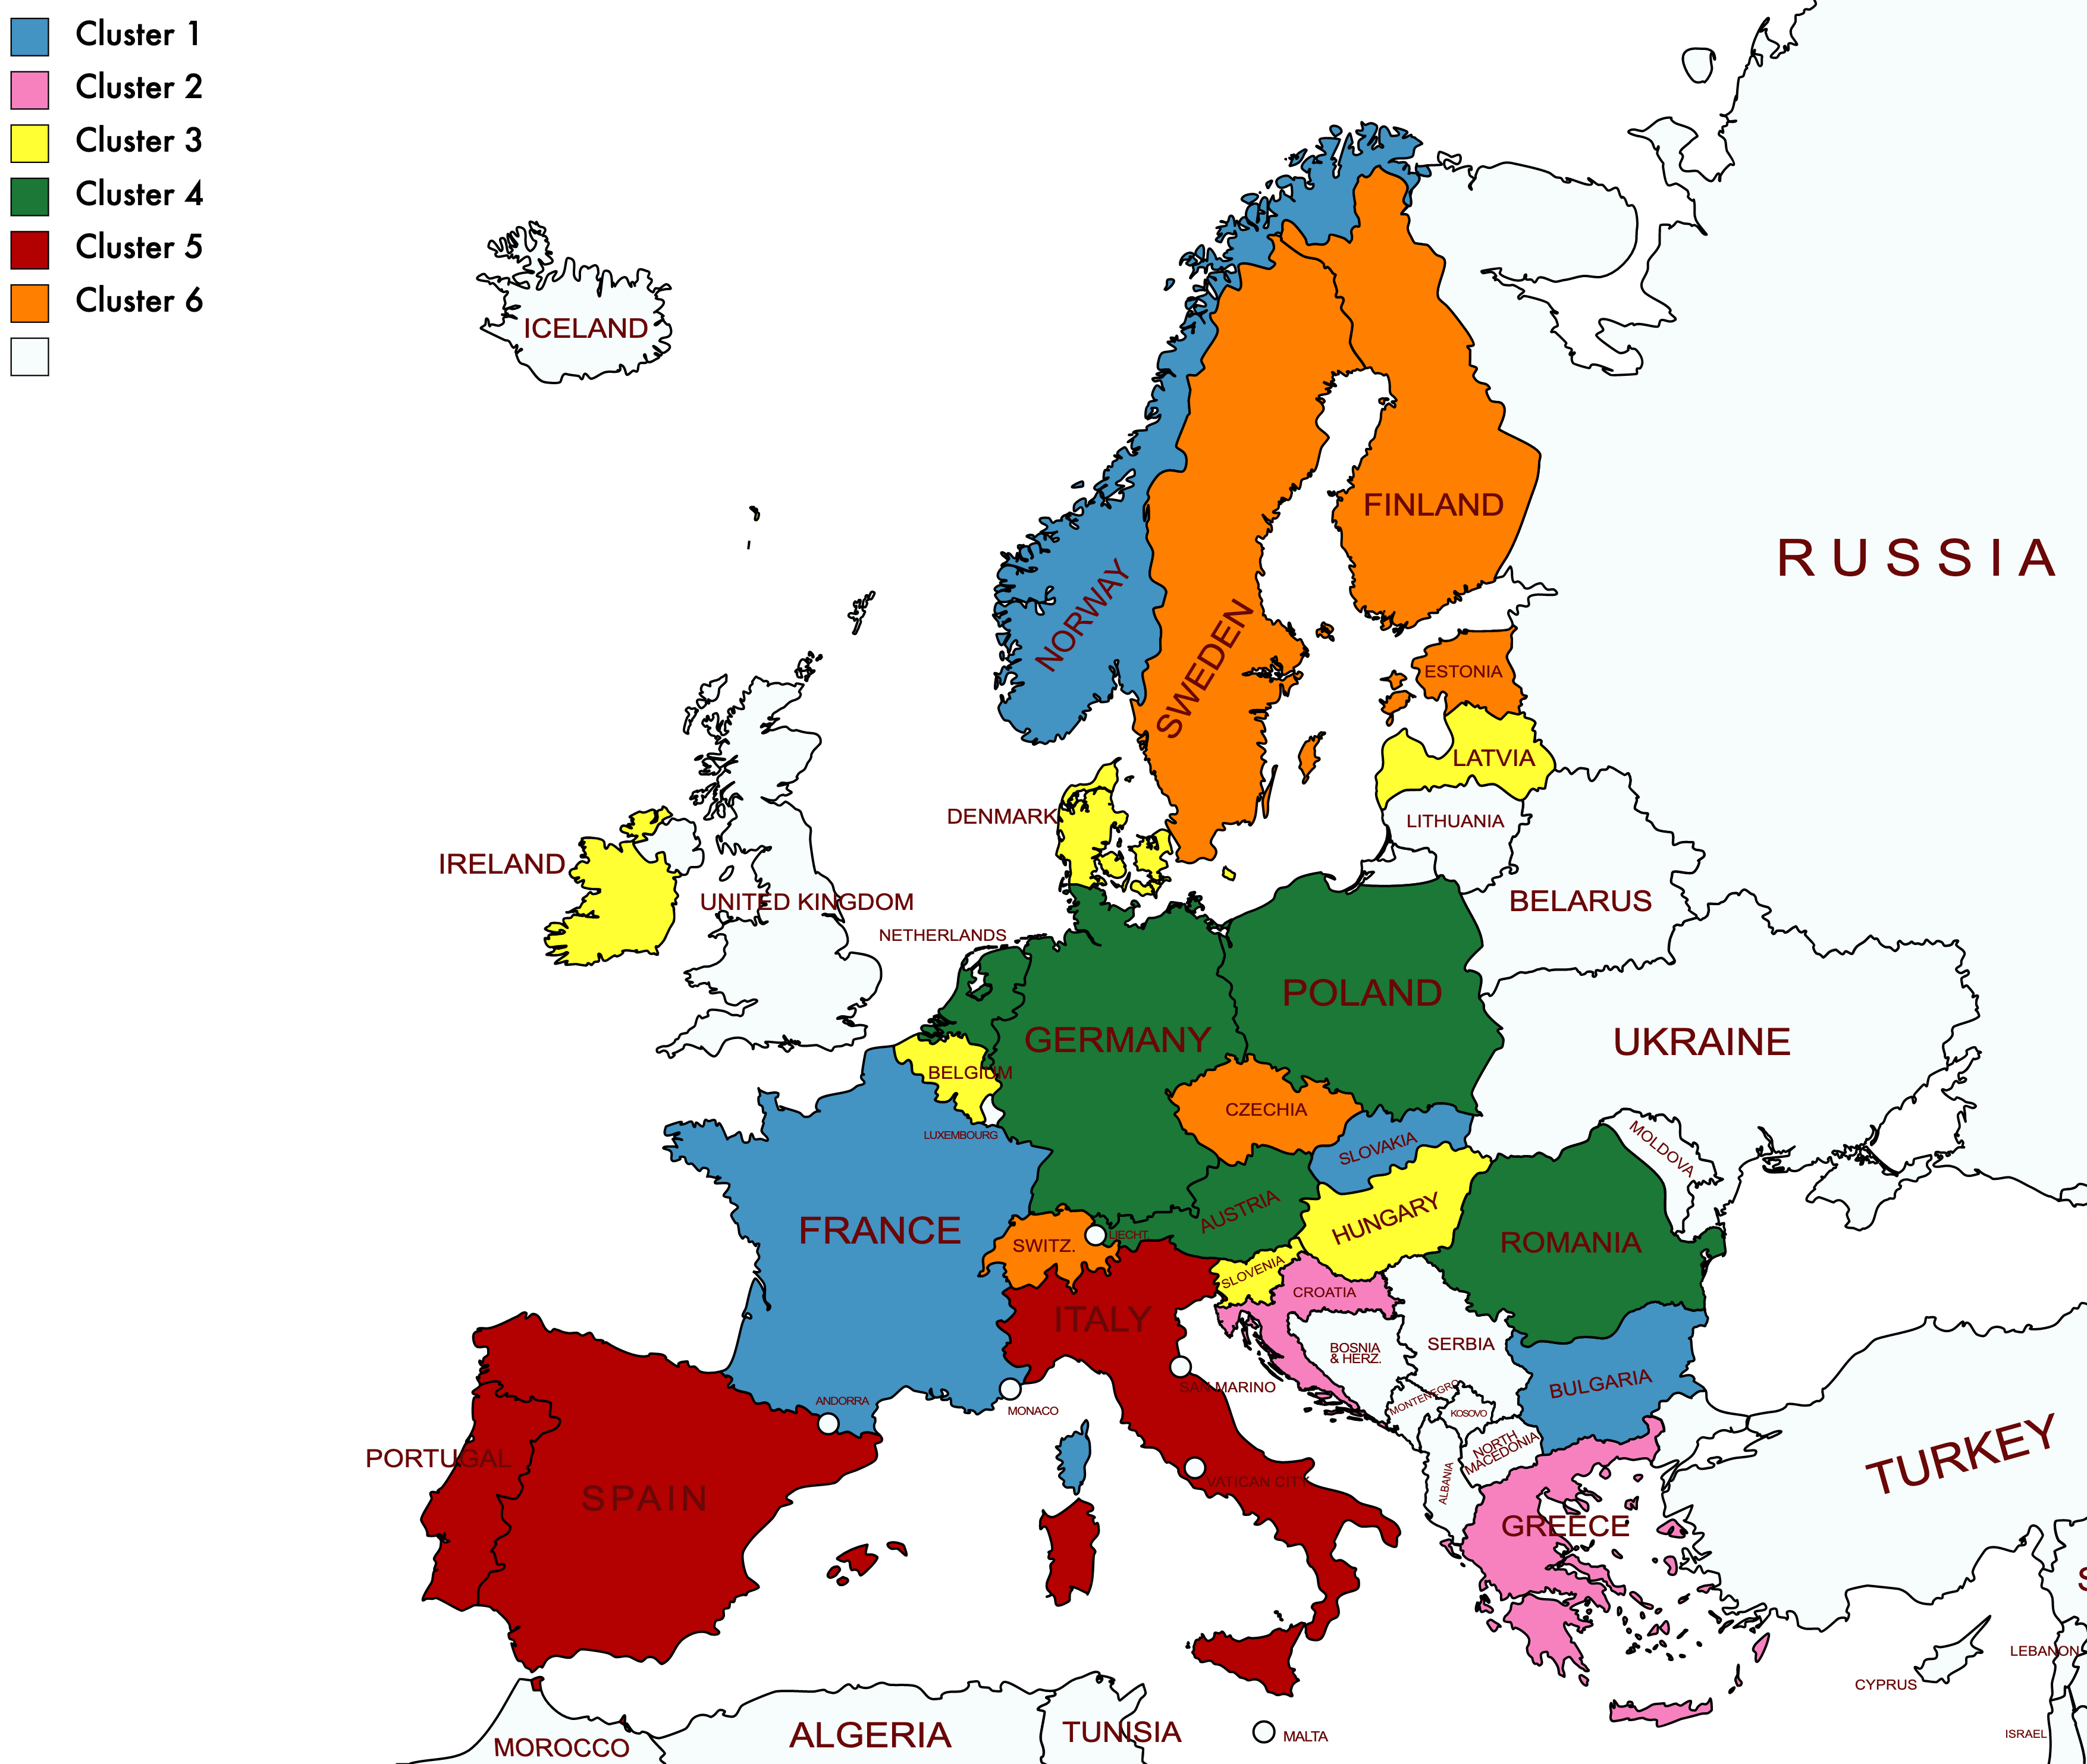 Cluster 1
Cluster 2
Cluster 3
Cluster 4
Cluster 5
Cluster 6
ICELAND
RUSSIA
FINLAND
NORWAY
SWEDEN
ESTONIA
LATVIA
DENMARK
LITHUANIA
IRELAND
UNITED KINGDOM
BELARUS
NETHERLANDS
POLAND
GERMANY
UKRAINE
BELGIUM
CZECHIA
LUXEMBOURG
SLOVAKIA
MOLDOVA
FRANCE
AUSTRIA
HUNGARY
LIECHT.
SWITZ.
ROMANIA
SLOVENIA
CROATIA
ITALY
BOSNIA
& HERZ.
SERBIA
SAN MARINO
MONTENEGRO
BULGARIA
ANDORRA
MONACO
KOSOVO
NORTH
MACEDONIA
PORTUGAL
SPAIN
VATICAN CITY
ALBANIA
TURKEY
GREECE
S
LEBANON
CYPRUS
MOROCCO
ALGERIA
TUNISIA
MALTA
ISRAEL